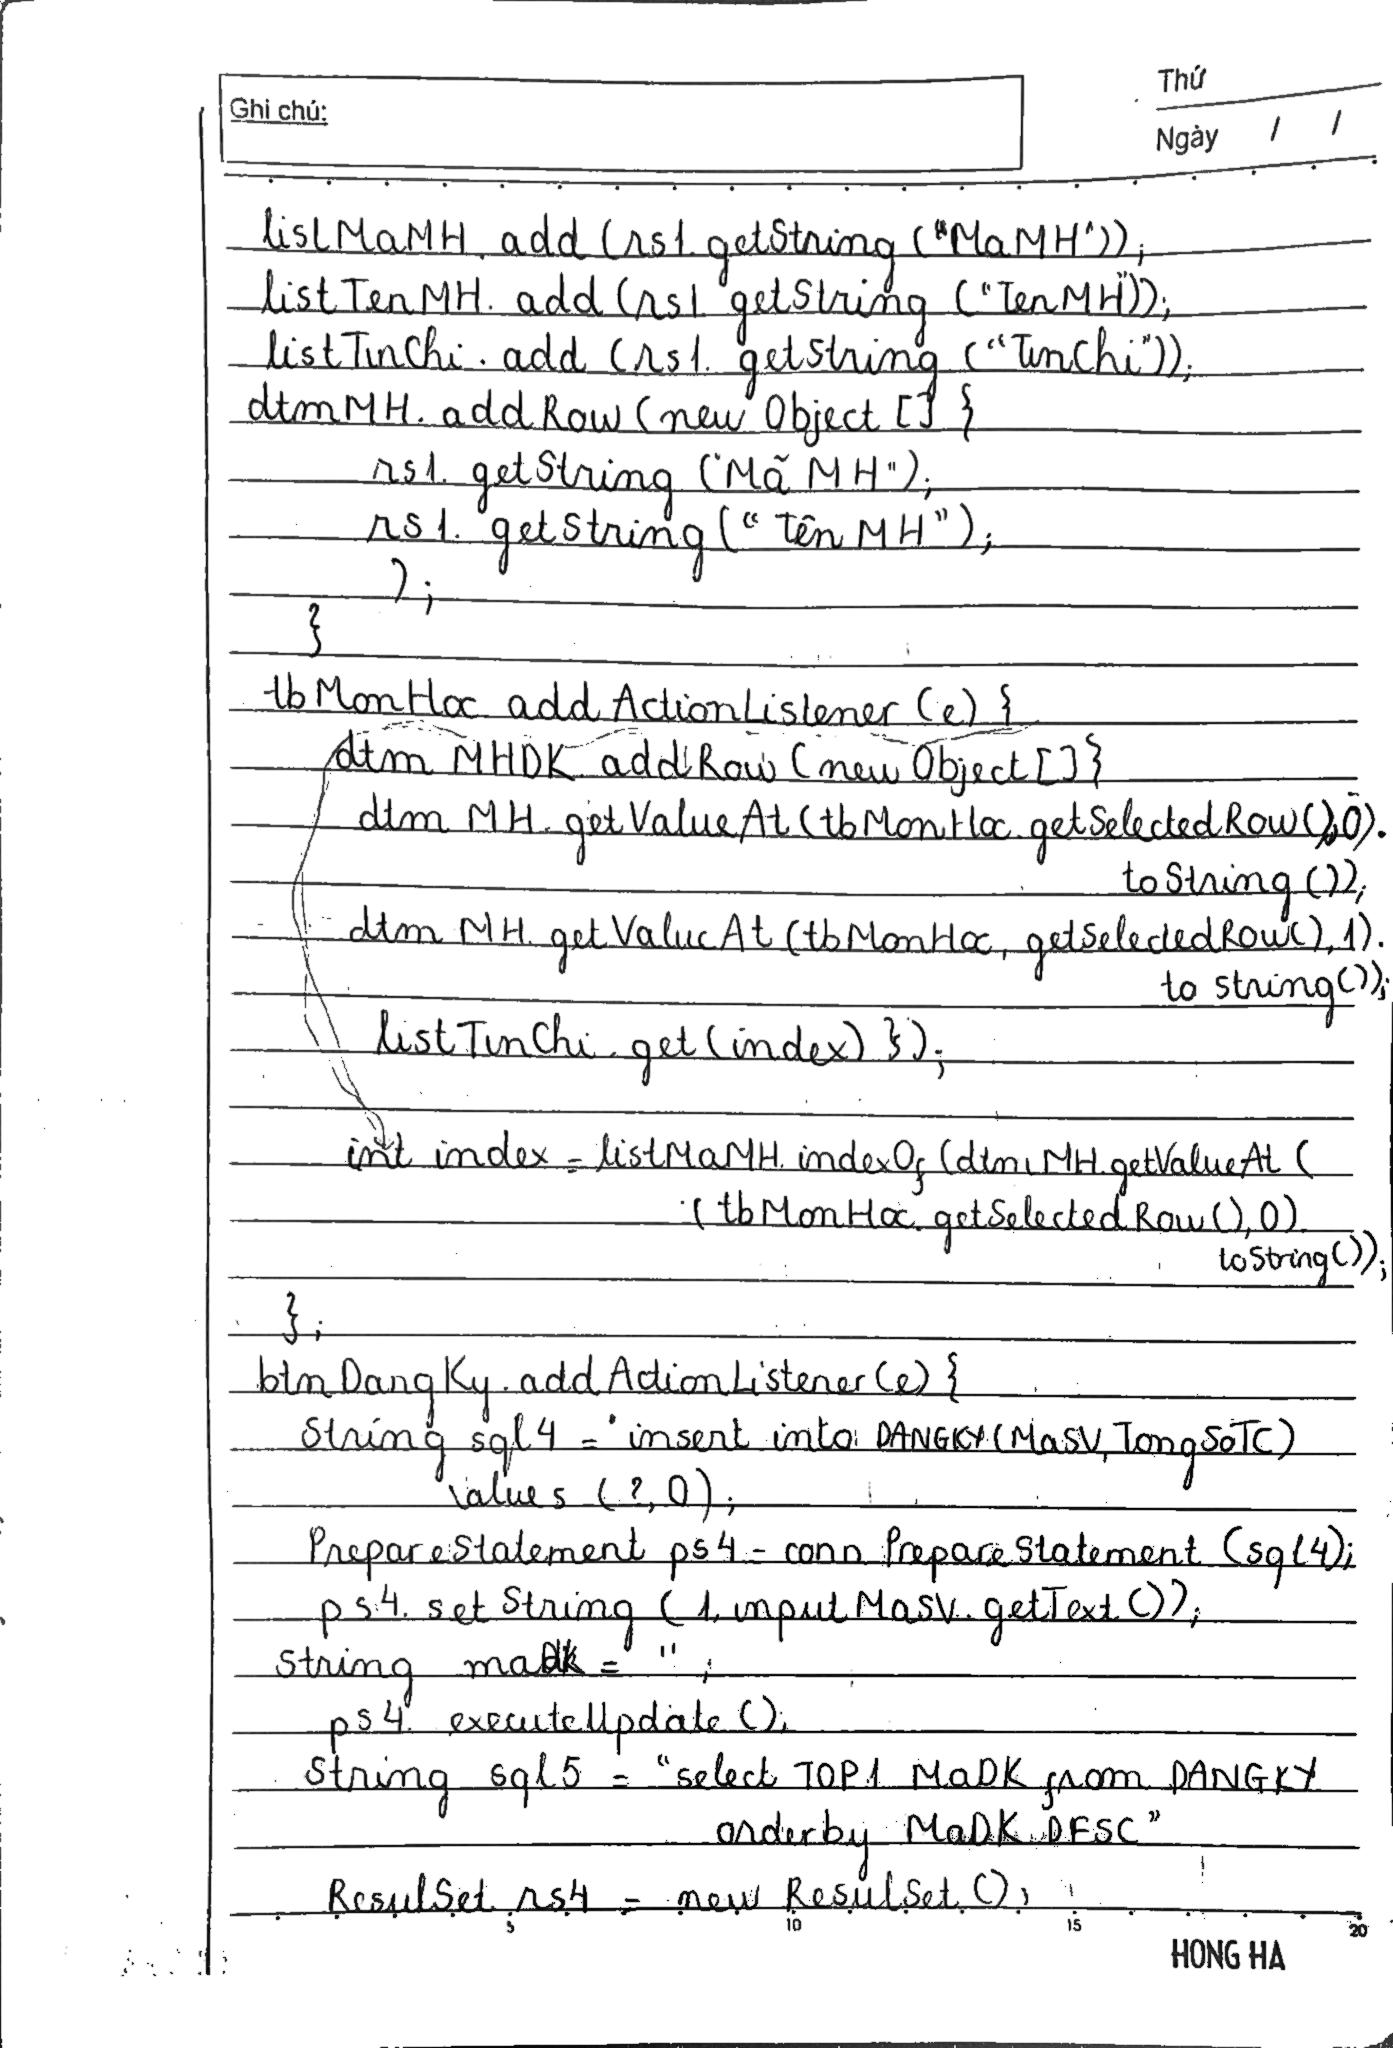 Ghi chú:
Thứ
Ngày / /
listMaMH. add (rs1. getString ("MaMH"));
listTenMH. add (rs1 getString ("TenMH"));
listTinChi. add (rs1. getString ("TinChi"));
dtmMH. addRow (new Object [] {
rs1. getString ("Mã MH");
rs1. getString ("Tên MH");
);
}
tbMonHoc addActionListener (e) {
dtm MHDK addRow (new Object [] {
dtm MH. getValueAt (tbMonHoc. getSelectedRow(), 0).
toString ());
dtm MH. getValueAt (tbMonHoc, getSelectedRow(), 1).
to string());
listTinChi. get (index) });
int index = listMaMH. indexOf (dtmMH.getValueAt (
( tbMonHoc. getSelectedRow(), 0).
toString());
};
btnDangKy. addActionListener (e) {
String sql4 = " insert into DANGKY (MaSV, TongSoTC)
values (?, 0);
PrepareStatement ps4 = conn PrepareStatement (sql4);
ps4. setString (1, inputMaSV. getText ());
String maDk = " ;
ps4. executeUpdate ();
String sql5 = "select TOP1 MaDK from DANGKY
orderby MaDK DESC"
ResulSet rs4 = new ResulSet ();
5 10 15 20
HONG HA